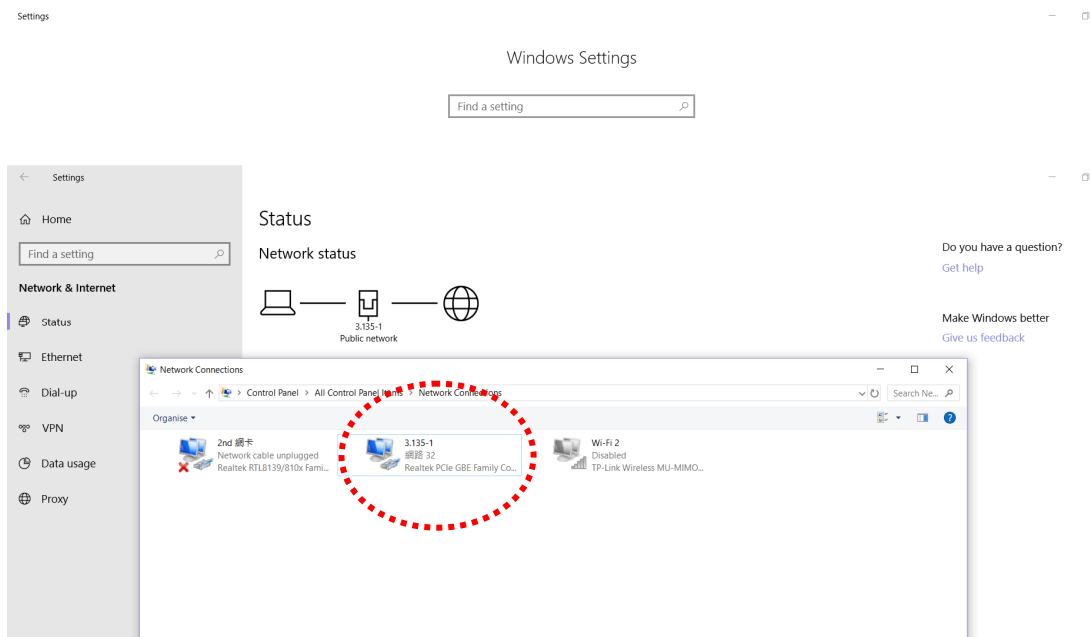 Settings
Windows Settings
Find a setting
Settings
Home
Find a setting
Network & Internet
Status
Ethernet
Dial-up
VPN
Data usage
Proxy
Status
Network status
3.135-1
Public network
Do you have a question?
Get help
Make Windows better
Give us feedback
Network Connections
Control Panel > All Control Panel Items > Network Connections
Search Ne...
Organise
2nd 網卡
Network cable unplugged
Realtek RTL8139/810x Fami...
3.135-1
網路 32
Realtek PCIe GBE Family Co...
Wi-Fi 2
Disabled
TP-Link Wireless MU-MIMO...